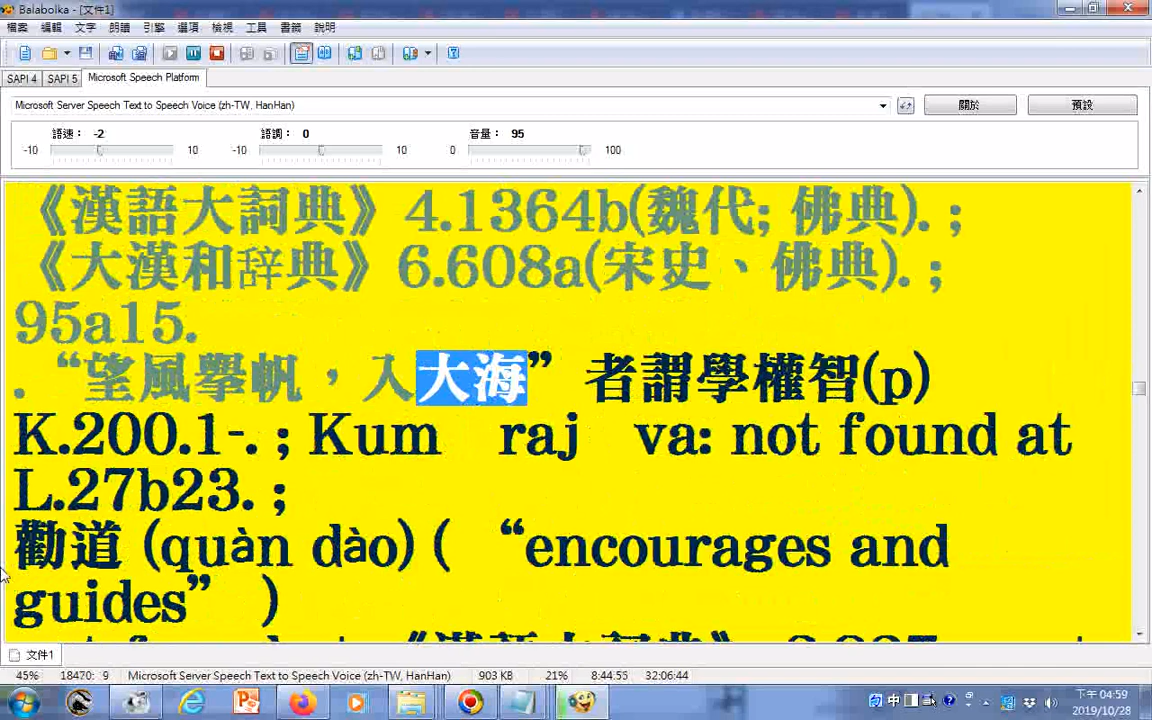 Balabolka - [文件1]
檔案 編輯 文字 朗讀 引擎 選項 檢視 工具 書籤 說明
SAPI 4 SAPI 5 Microsoft Speech Platform
Microsoft Server Speech Text to Speech Voice (zh-TW, HanHan) 關於 預設
語速： -2 語調： 0 音量： 95
-10 10 -10 10 0 100
《漢語大詞典》4.1364b(魏代; 佛典).；
《大漢和辞典》6.608a(宋史、佛典).；
95a15.
.“望風擧帆，入大海”者謂學權智(p)
K.200.1-.；Kum raj va: not found at
L.27b23.；
勸道 (quàn dào) ( “encourages and
guides” )
文件1
45% 18470: 9 Microsoft Server Speech Text to Speech Voice (zh-TW, HanHan) 903 KB 21% 8:44:55 32:06:44
中 下午 04:59
2019/10/28